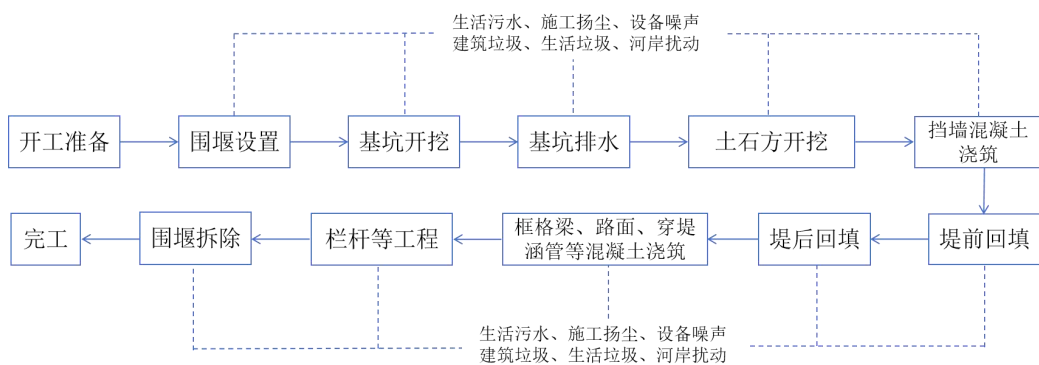 生活污水、施工扬尘、设备噪声
建筑垃圾、生活垃圾、河岸扰动
开工准备
围堰设置
基坑开挖
基坑排水
土石方开挖
挡墙混凝土
浇筑
完工
围堰拆除
栏杆等工程
框格梁、路面、穿堤
涵管等混凝土浇筑
堤后回填
堤前回填
生活污水、施工扬尘、设备噪声
建筑垃圾、生活垃圾、河岸扰动